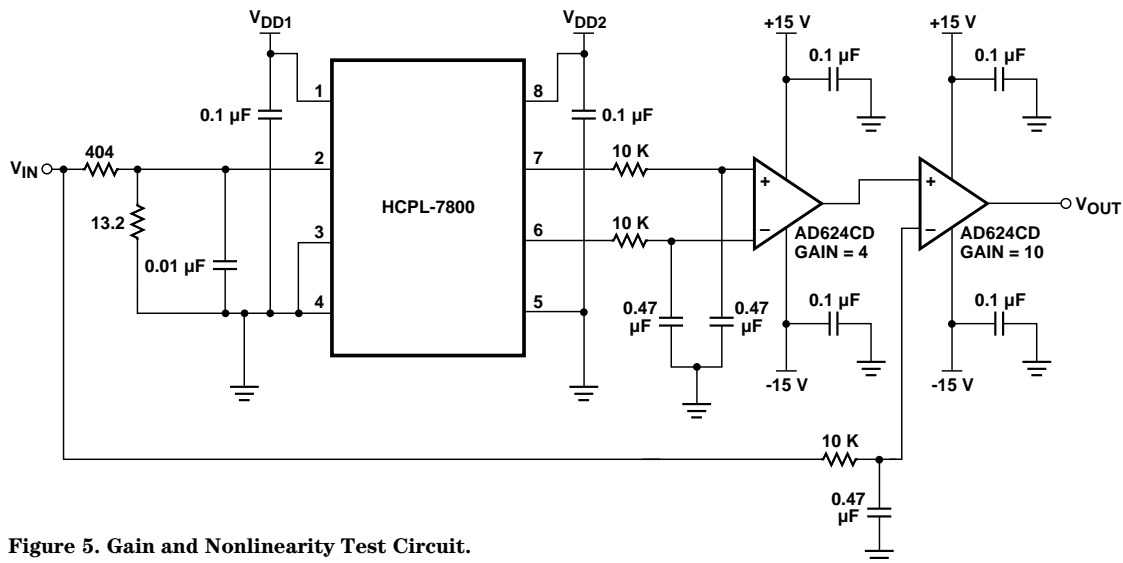 V_DD1
V_DD2
+15 V
+15 V
0.1 µF
0.1 µF
1
8
0.1 µF
0.1 µF
404
2
7
10 K
V_IN
+
+
HCPL-7800
V_OUT
13.2
3
6
10 K
−
−
AD624CD
GAIN = 4
AD624CD
GAIN = 10
0.01 µF
4
5
0.47
µF
0.47
µF
0.1 µF
0.1 µF
-15 V
-15 V
10 K
0.47
µF
Figure 5. Gain and Nonlinearity Test Circuit.